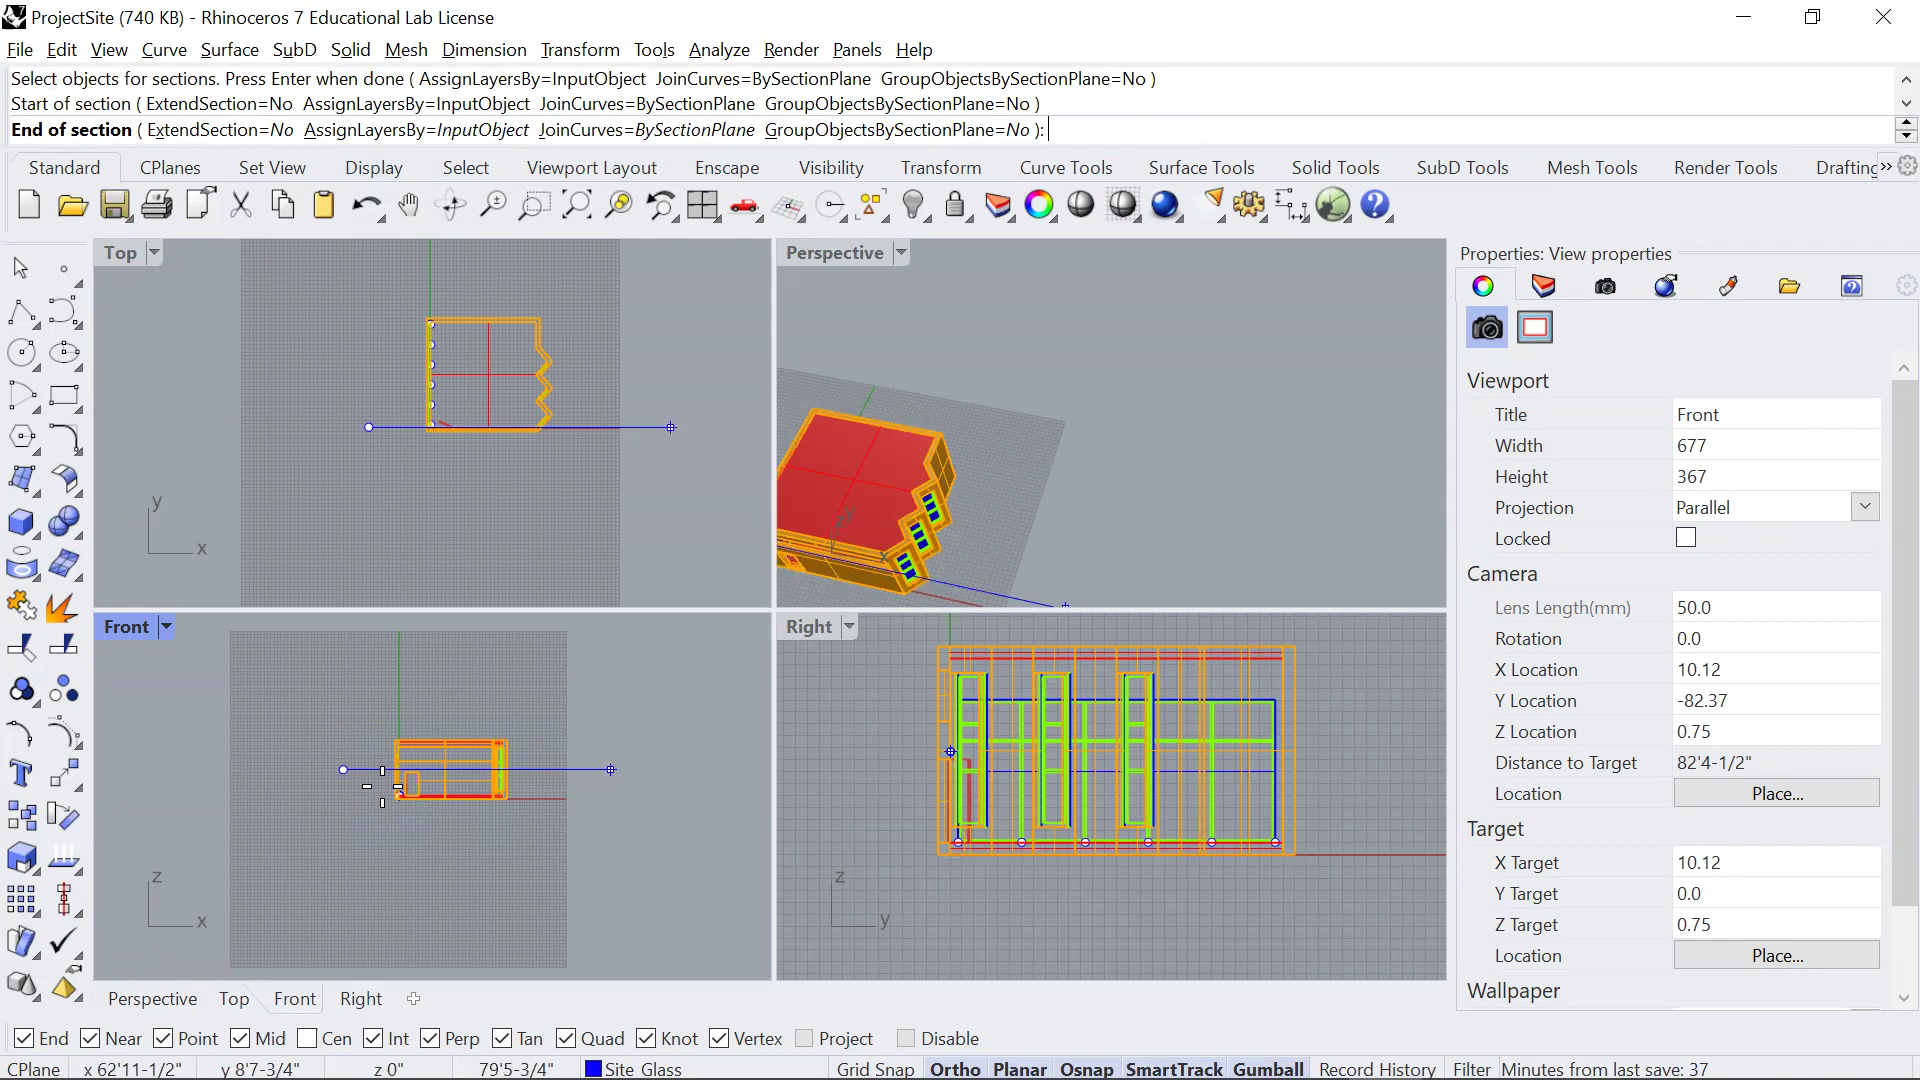 ProjectSite (740 KB) - Rhinoceros 7 Educational Lab License
File Edit View Curve Surface SubD Solid Mesh Dimension Transform Tools Analyze Render Panels Help
Select objects for sections. Press Enter when done ( AssignLayersBy=InputObject JoinCurves=BySectionPlane GroupObjectsBySectionPlane=No )
Start of section ( ExtendSection=No AssignLayersBy=InputObject JoinCurves=BySectionPlane GroupObjectsBySectionPlane=No )
End of section ( ExtendSection=No AssignLayersBy=InputObject JoinCurves=BySectionPlane GroupObjectsBySectionPlane=No ):
Standard CPlanes Set View Display Select Viewport Layout Enscape Visibility Transform Curve Tools Surface Tools Solid Tools SubD Tools Mesh Tools Render Tools Drafting
Top
y
x
Perspective
z y
x
Front
z
x
Right
z
y
Properties: View properties
Viewport
Title Front
Width 677
Height 367
Projection Parallel
Locked
Camera
Lens Length(mm) 50.0
Rotation 0.0
X Location 10.12
Y Location -82.37
Z Location 0.75
Distance to Target 82'4-1/2"
Location Place...
Target
X Target 10.12
Y Target 0.0
Z Target 0.75
Location Place...
Wallpaper
Perspective Top Front Right
End Near Point Mid Cen Int Perp Tan Quad Knot Vertex Project Disable
CPlane x 62'11-1/2" y 8'7-3/4" z 0" 79'5-3/4" Site Glass Grid Snap Ortho Planar Osnap SmartTrack Gumball Record History Filter Minutes from last save: 37